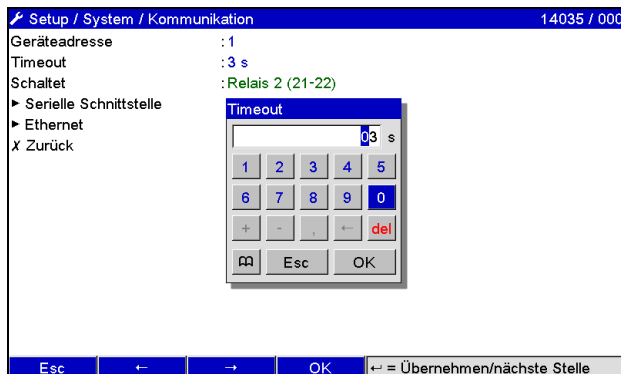 Setup / System / Kommunikation 14035 / 000
Geräteadresse : 1
Timeout : 3 s
Schaltet : Relais 2 (21-22)
► Serielle Schnittstelle
► Ethernet
X Zurück
Timeout
03 s
1 2 3 4 5
6 7 8 9 0
+ - , ← del
Esc OK
Esc ← → OK ↵ = Übernehmen/nächste Stelle